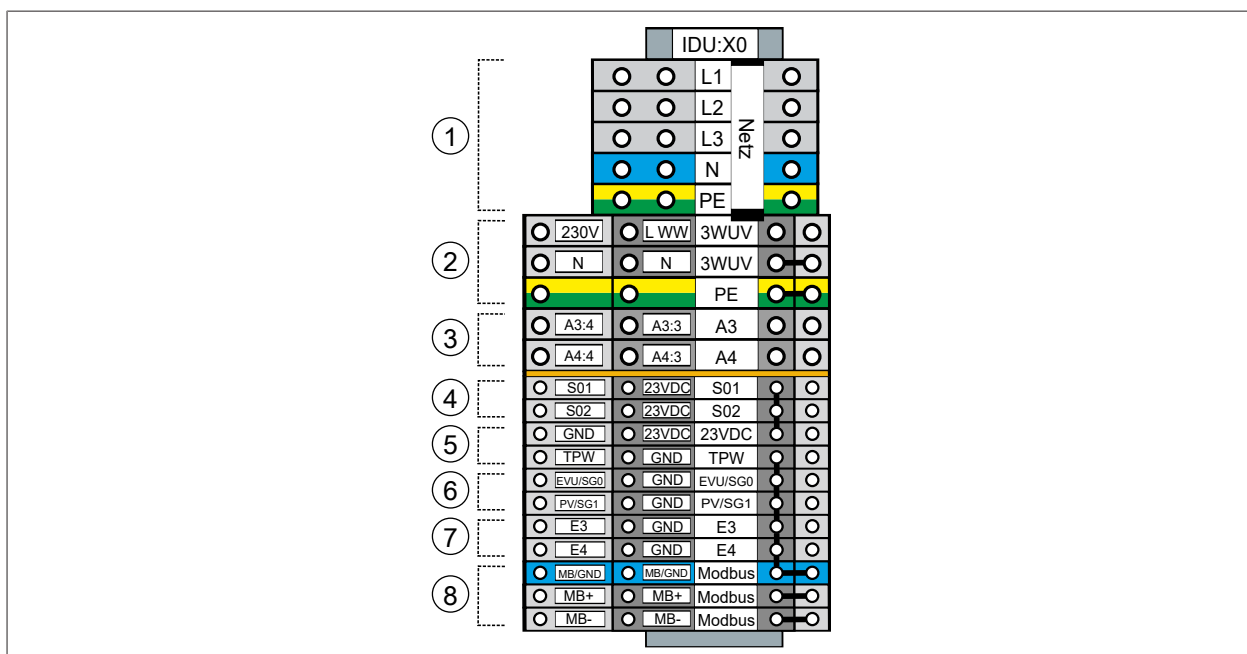 IDU:X0
L1
L2
L3
Netz
N
PE
1
230V L WW 3WUV
2
N N 3WUV
PE
A3:4 A3:3 A3
3
A4:4 A4:3 A4
S01 23VDC S01
4
S02 23VDC S02
GND 23VDC 23VDC
5
TPW GND TPW
EVU/SG0 GND EVU/SG0
6
PV/SG1 GND PV/SG1
E3 GND E3
7
E4 GND E4
MB/GND MB/GND Modbus
8
MB+ MB+ Modbus
MB- MB- Modbus